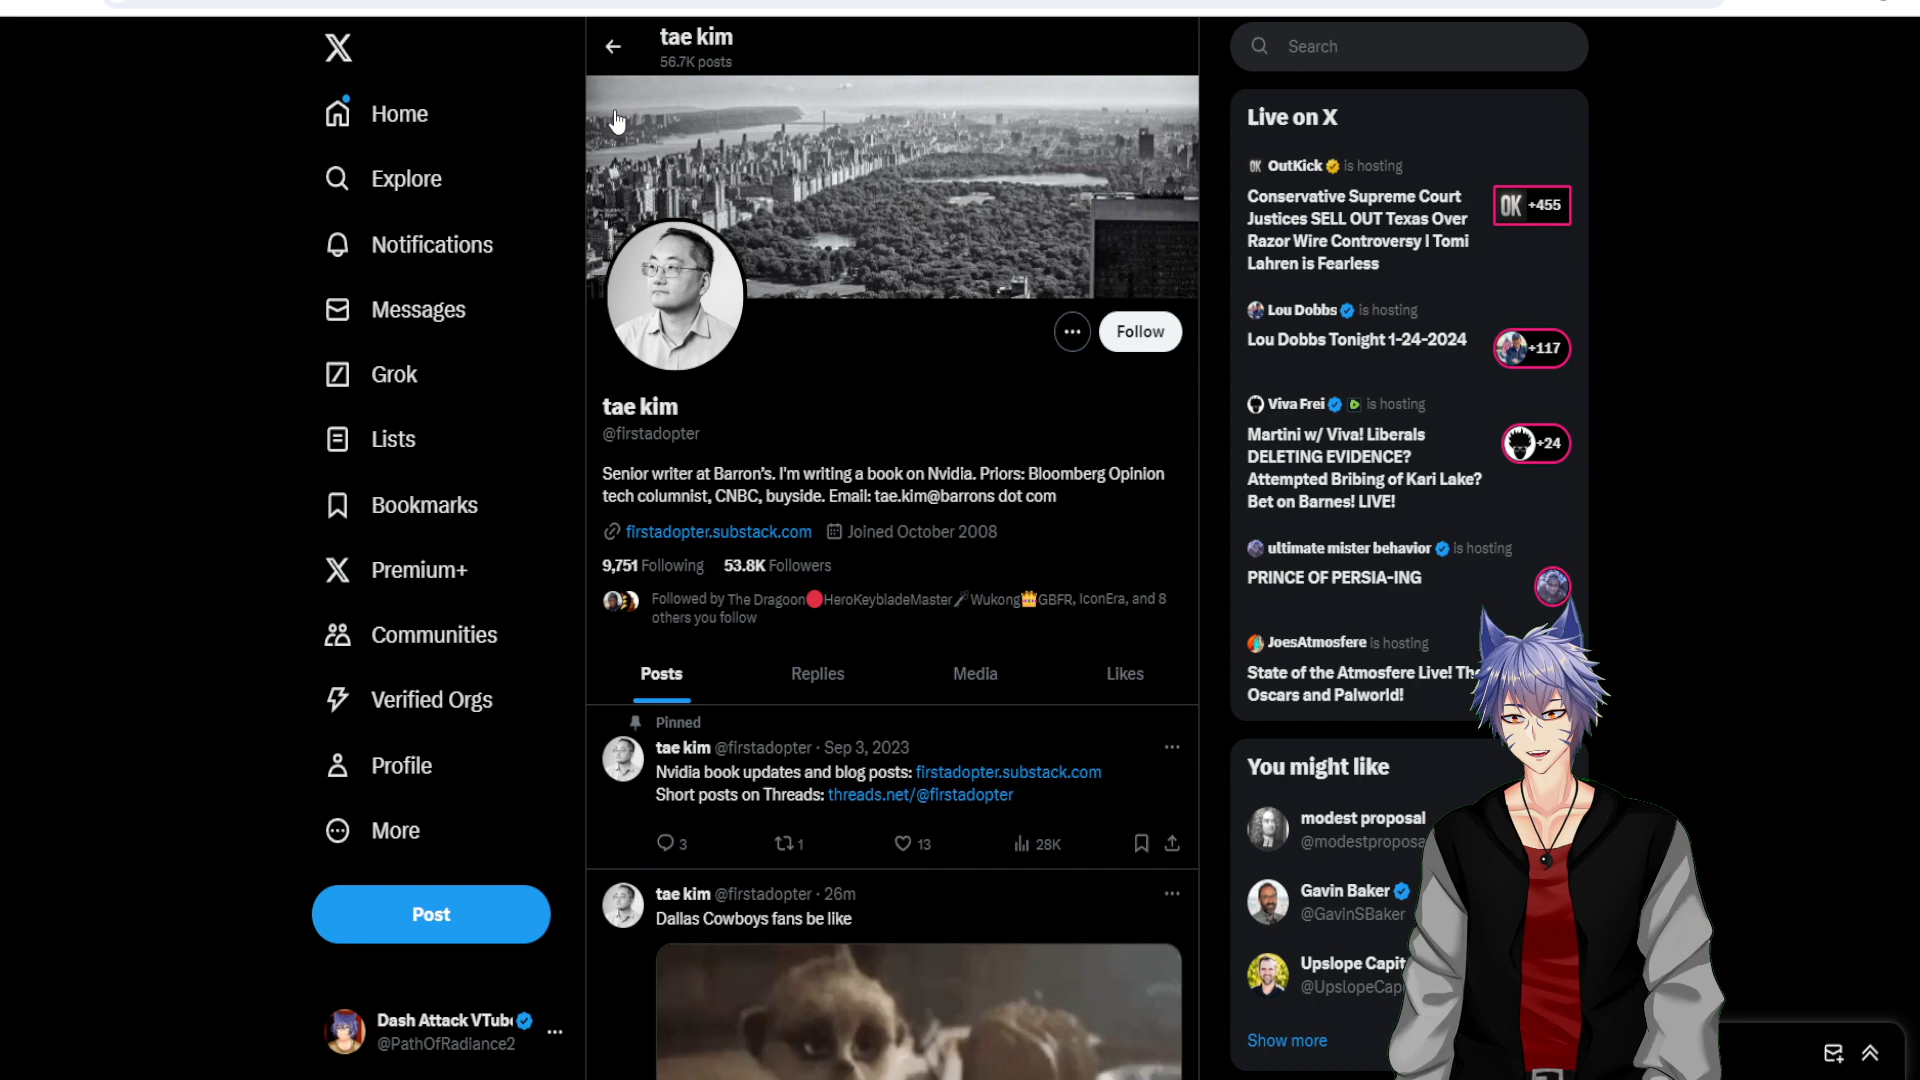 tae kim
56.7K posts
Home
Explore
Notifications
Messages
Grok
Lists
Bookmarks
Premium+
Communities
Verified Orgs
Profile
More
Post
Dash Attack VTub
@PathOfRadiance2
Follow
tae kim
@firstadopter
Senior writer at Barron's. I'm writing a book on Nvidia. Priors: Bloomberg Opinion
tech columnist, CNBC, buyside. Email: tae.kim@barrons dot com
firstadopter.substack.com Joined October 2008
9,751 Following 53.8K Followers
Followed by The Dragoon🔴HeroKeybladeMaster🗡️Wukong👑GBFR, IconEra, and 8
others you follow
Posts Replies Media Likes
Pinned
tae kim @firstadopter · Sep 3, 2023
Nvidia book updates and blog posts: firstadopter.substack.com
Short posts on Threads: threads.net/@firstadopter
3 1 13 28K
tae kim @firstadopter · 26m
Dallas Cowboys fans be like
Search
Live on X
OK OutKick is hosting
Conservative Supreme Court
Justices SELL OUT Texas Over
Razor Wire Controversy | Tomi
Lahren is Fearless
OK +455
Lou Dobbs is hosting
Lou Dobbs Tonight 1-24-2024
+117
Viva Frei is hosting
Martini w/ Viva! Liberals
DELETING EVIDENCE?
Attempted Bribing of Kari Lake?
Bet on Barnes! LIVE!
+24
ultimate mister behavior is hosting
PRINCE OF PERSIA-ING
JoesAtmosfere is hosting
State of the Atmosfere Live! The
Oscars and Palworld!
You might like
modest proposal
@modestpropos
Gavin Baker
@GavinSBaker
Upslope Capit
@UpslopeCap
Show more